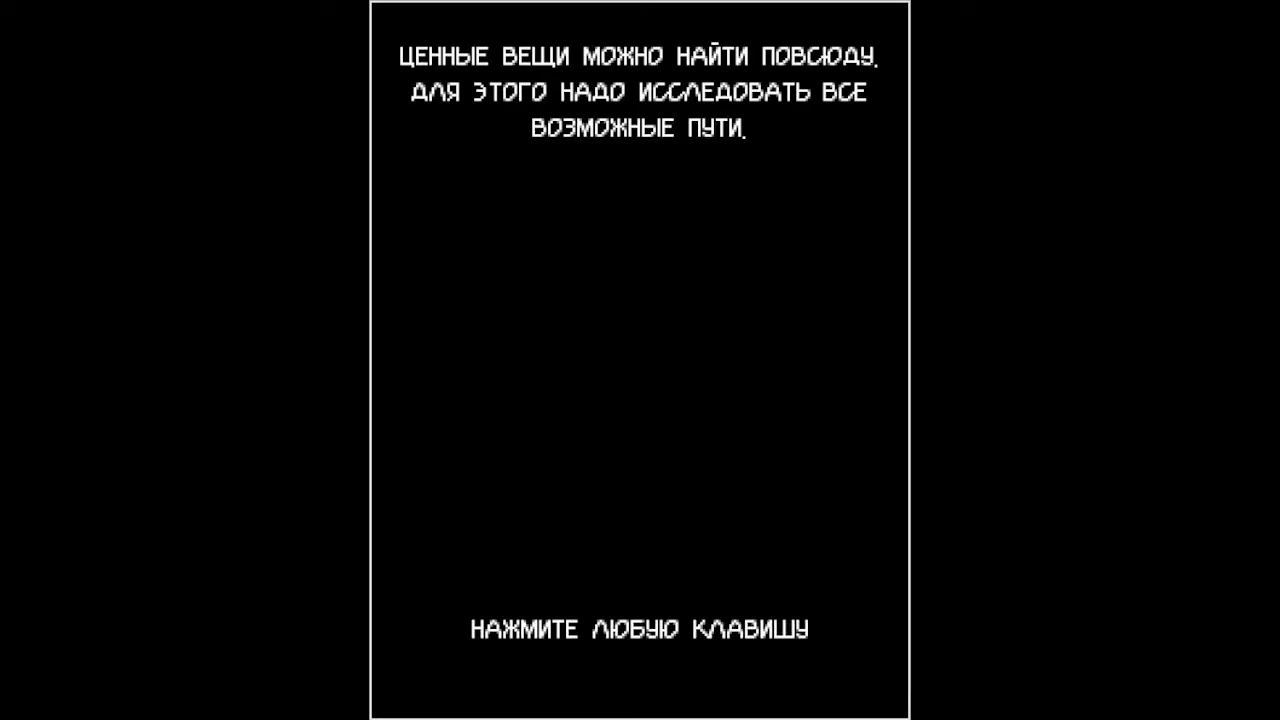 ЦЕННЫЕ ВЕЩИ МОЖНО НАЙТИ ПОВСЮДУ.
ДЛЯ ЭТОГО НАДО ИССЛЕДОВАТЬ ВСЕ
ВОЗМОЖНЫЕ ПУТИ.
НАЖМИТЕ ЛЮБУЮ КЛАВИШУ